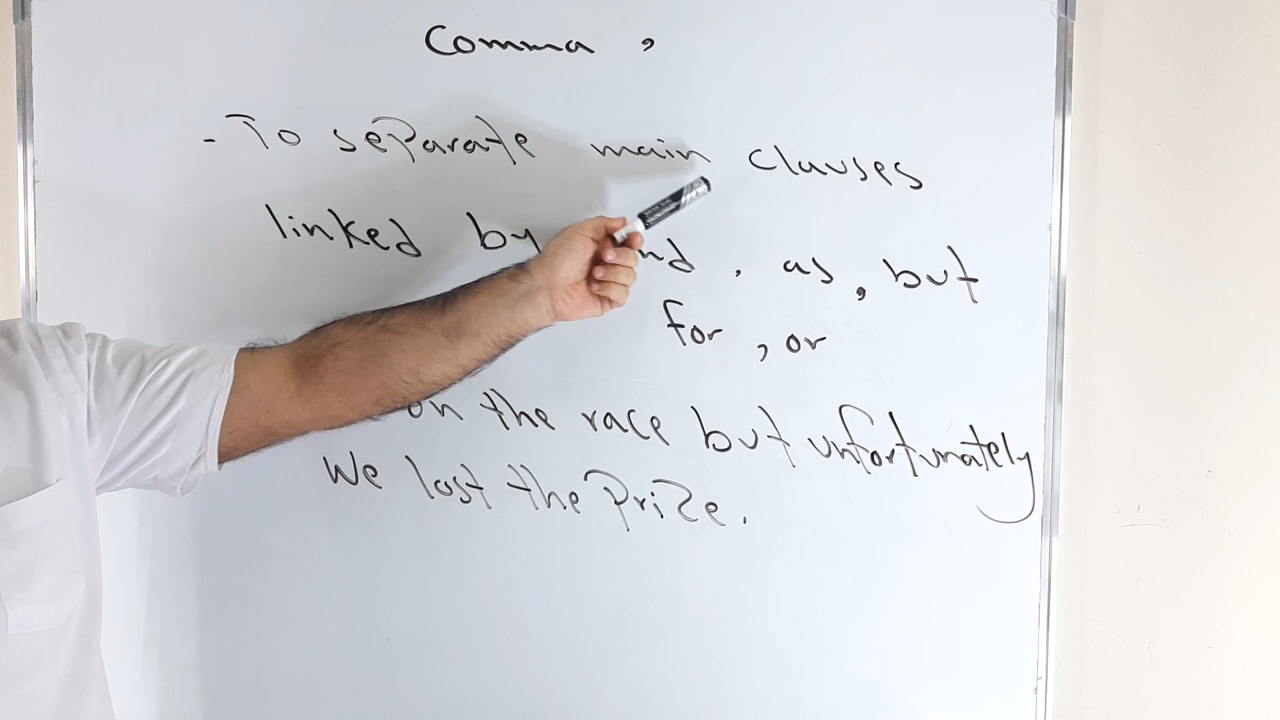 Comma ,
- To separate main clauses
linked by and , as , but
for , or
on the race but unfortunately
we lost the prize.